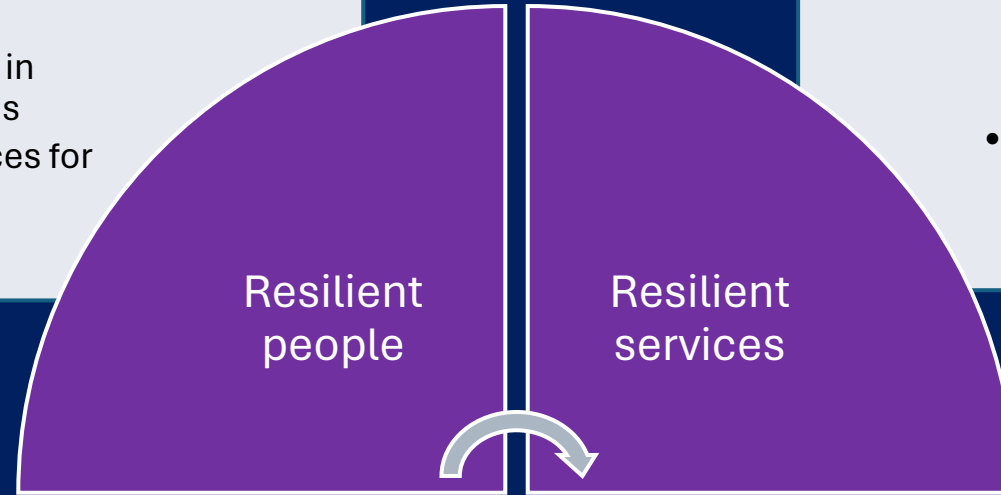 in
s
ces for
•
Resilient
people
Resilient
services